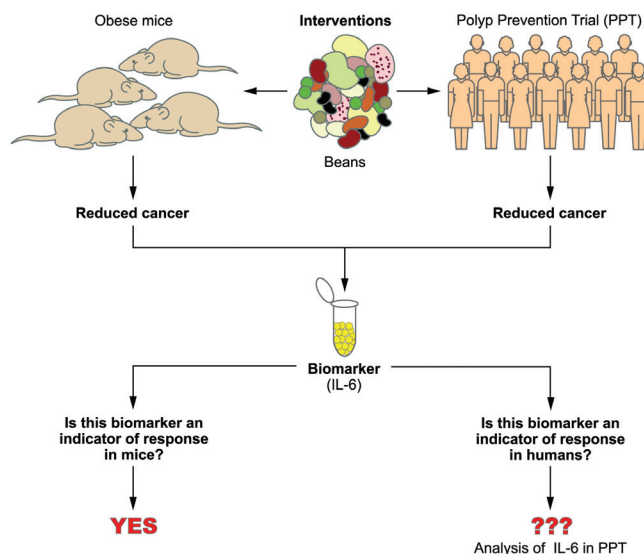 Obese mice
Interventions
Polyp Prevention Trial (PPT)
Beans
Reduced cancer
Reduced cancer
Biomarker
(IL-6)
Is this biomarker an
indicator of response
in mice?
Is this biomarker an
indicator of response
in humans?
YES
???
Analysis of IL-6 in PPT